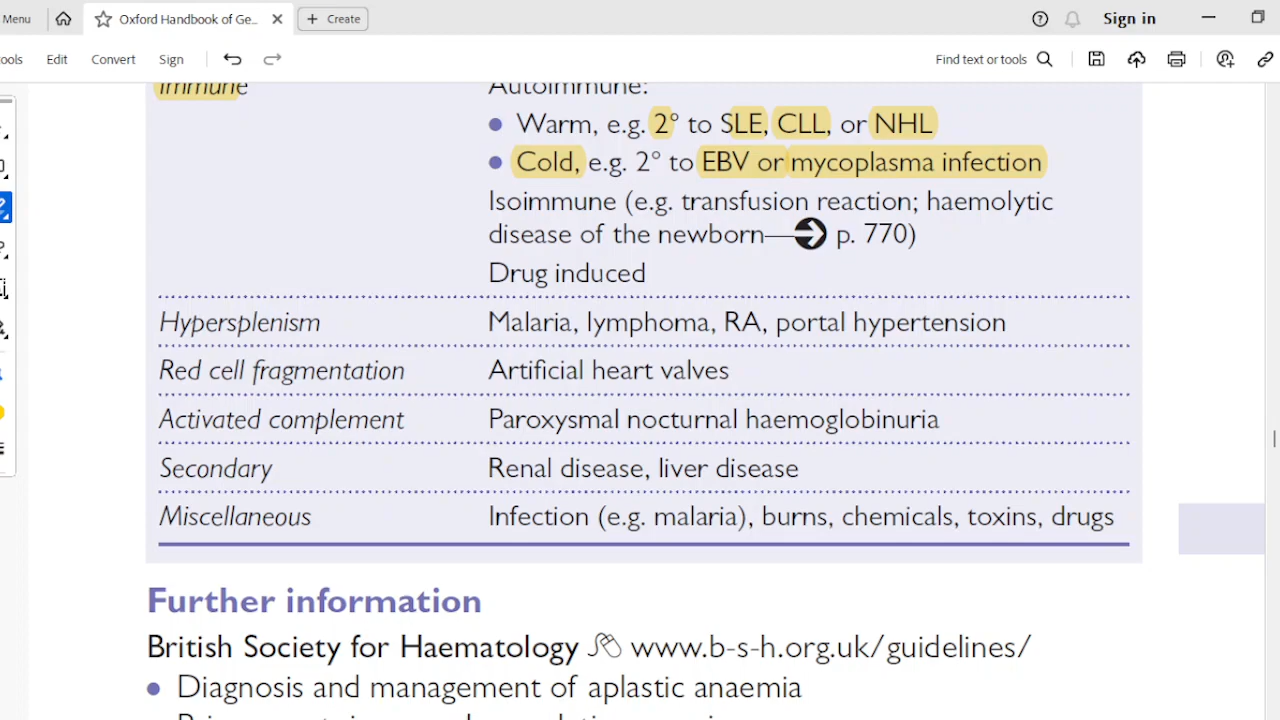 Menu Oxford Handbook of Ge... Create Sign in
Edit Convert Sign Find text or tools
Immune Autoimmune:
• Warm, e.g. 2° to SLE, CLL, or NHL
• Cold, e.g. 2° to EBV or mycoplasma infection
Isoimmune (e.g. transfusion reaction; haemolytic
disease of the newborn— p. 770)
Drug induced
Hypersplenism Malaria, lymphoma, RA, portal hypertension
Red cell fragmentation Artificial heart valves
Activated complement Paroxysmal nocturnal haemoglobinuria
Secondary Renal disease, liver disease
Miscellaneous Infection (e.g. malaria), burns, chemicals, toxins, drugs
Further information
British Society for Haematology www.b-s-h.org.uk/guidelines/
• Diagnosis and management of aplastic anaemia